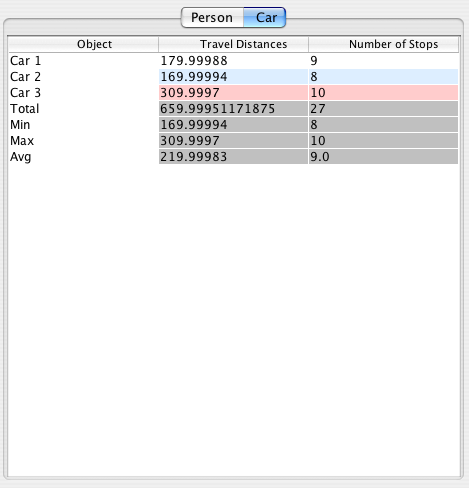 Person Car
Object Travel Distances Number of Stops
Car 1 179.99988 9
Car 2 169.99994 8
Car 3 309.9997 10
Total 659.99951171875 27
Min 169.99994 8
Max 309.9997 10
Avg 219.99983 9.0